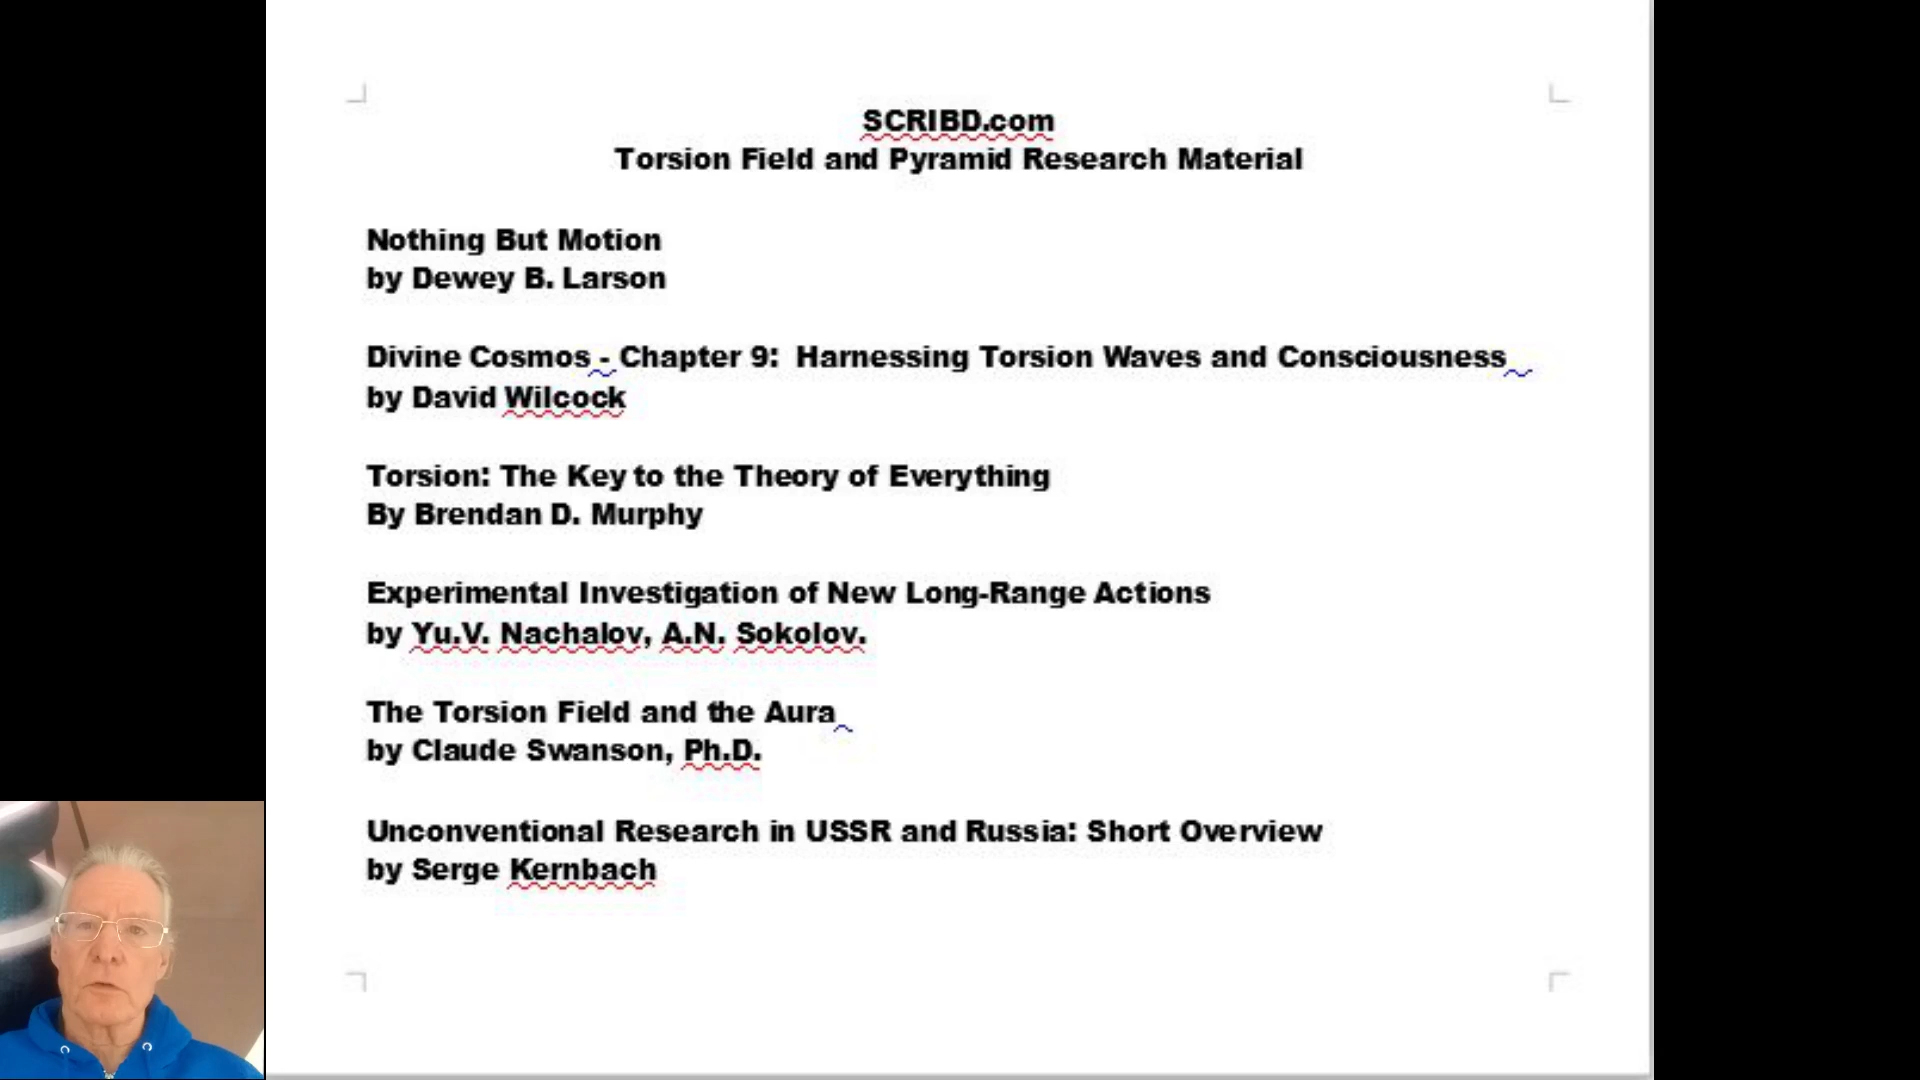 SCRIBD.com
Torsion Field and Pyramid Research Material
Nothing But Motion
by Dewey B. Larson
Divine Cosmos - Chapter 9:  Harnessing Torsion Waves and Consciousness
by David Wilcock
Torsion: The Key to the Theory of Everything
By Brendan D. Murphy
Experimental Investigation of New Long-Range Actions
by Yu.V. Nachalov, A.N. Sokolov.
The Torsion Field and the Aura
by Claude Swanson, Ph.D.
Unconventional Research in USSR and Russia: Short Overview
by Serge Kernbach